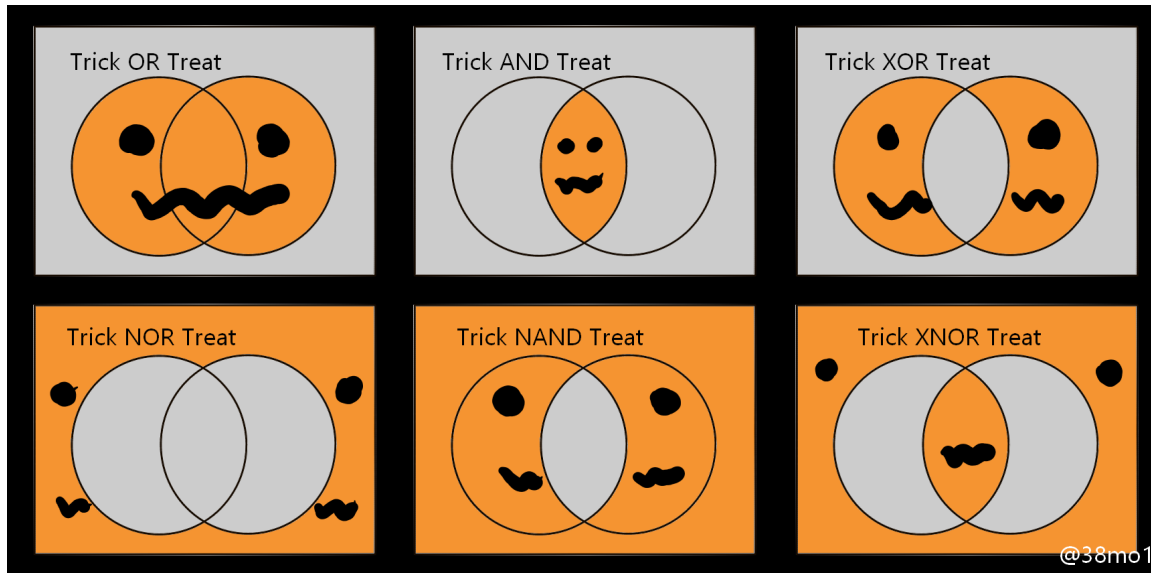 Trick OR Treat
Trick AND Treat
Trick XOR Treat
Trick NOR Treat
Trick NAND Treat
Trick XNOR Treat
@38mo1